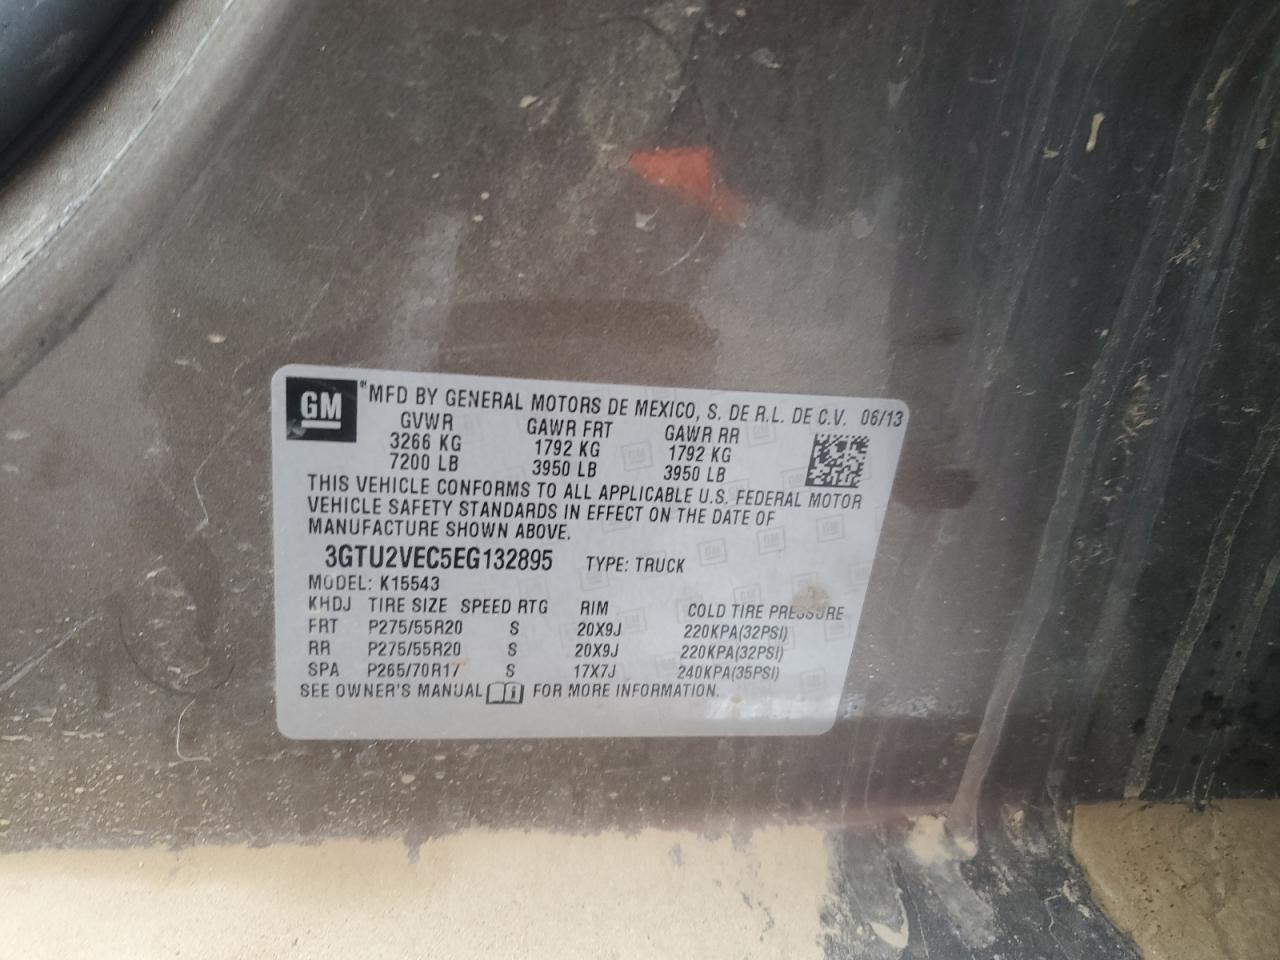 GM
MFD BY GENERAL MOTORS DE MEXICO, S. DE R.L. DE C.V. 06/13
GVWR GAWR FRT GAWR RR
3266 KG 1792 KG 1792 KG
7200 LB 3950 LB 3950 LB
THIS VEHICLE CONFORMS TO ALL APPLICABLE U.S. FEDERAL MOTOR
VEHICLE SAFETY STANDARDS IN EFFECT ON THE DATE OF
MANUFACTURE SHOWN ABOVE.
3GTU2VEC5EG132895 TYPE: TRUCK
MODEL: K15543
KHDJ TIRE SIZE SPEED RTG RIM COLD TIRE PRESSURE
FRT P275/55R20 S 20X9J 220KPA(32PSI)
RR P275/55R20 S 20X9J 220KPA(32PSI)
SPA P265/70R17 S 17X7J 240KPA(35PSI)
SEE OWNER'S MANUAL FOR MORE INFORMATION.